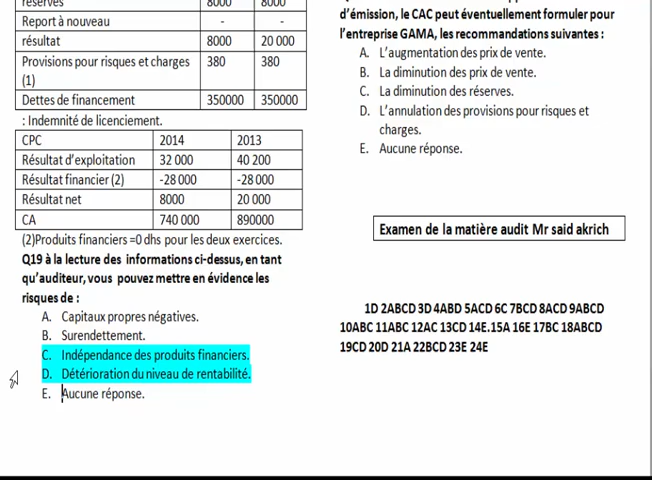 réserves 8000 8000
Report à nouveau - -
résultat 8000 20 000
Provisions pour risques et charges 380 380
(1)
Dettes de financement 350000 350000
: Indemnité de licenciement.
CPC 2014 2013
Résultat d'exploitation 32 000 40 200
Résultat financier (2) -28 000 -28 000
Résultat net 8000 20 000
CA 740 000 890000
(2)Produits financiers =0 dhs pour les deux exercices.
Q19 à la lecture des informations ci-dessus, en tant
qu'auditeur, vous pouvez mettre en évidence les
risques de :
A. Capitaux propres négatives.
B. Surendettement.
C. Indépendance des produits financiers.
D. Détérioration du niveau de rentabilité.
E. Aucune réponse.
d'émission, le CAC peut éventuellement formuler pour
l'entreprise GAMA, les recommandations suivantes :
A. L'augmentation des prix de vente.
B. La diminution des prix de vente.
C. La diminution des réserves.
D. L'annulation des provisions pour risques et
charges.
E. Aucune réponse.
Examen de la matière audit Mr said akrich
1D 2ABCD 3D 4ABD 5ACD 6C 7BCD 8ACD 9ABCD
10ABC 11ABC 12AC 13CD 14E.15A 16E 17BC 18ABCD
19CD 20D 21A 22BCD 23E 24E